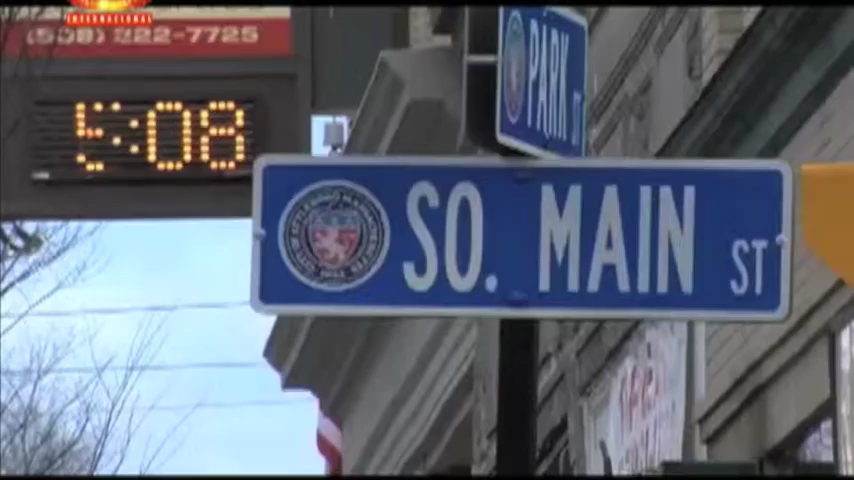 INTERNACIONAL
(508) 222-7725
5:08
PARK ST
SO. MAIN ST